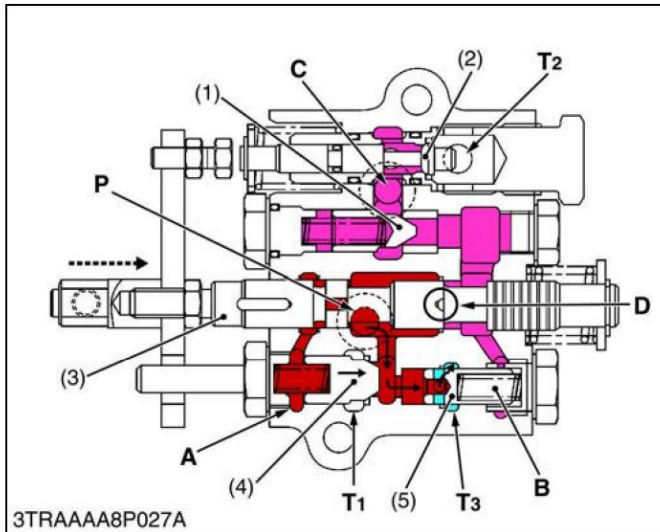 C
(2)
T2
(1)
P
D
(3)
A
(4)
T1
(5)
T3
B
3TRAAAA8P027A